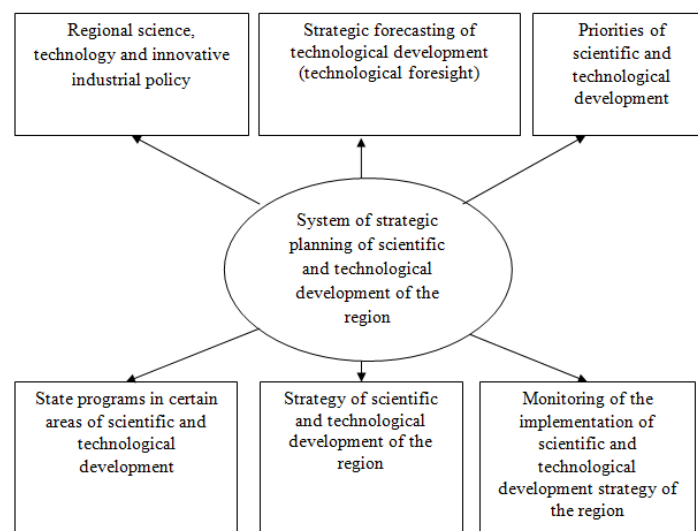 Regional science,
technology and innovative
industrial policy
Strategic forecasting of
technological development
(technological foresight)
Priorities of
scientific and
technological
development
System of strategic
planning of scientific
and technological
development of the
region
State programs in certain
areas of scientific and
technological
development
Strategy of scientific
and technological
development of the
region
Monitoring of the
implementation of
scientific and
technological
development strategy of
the region